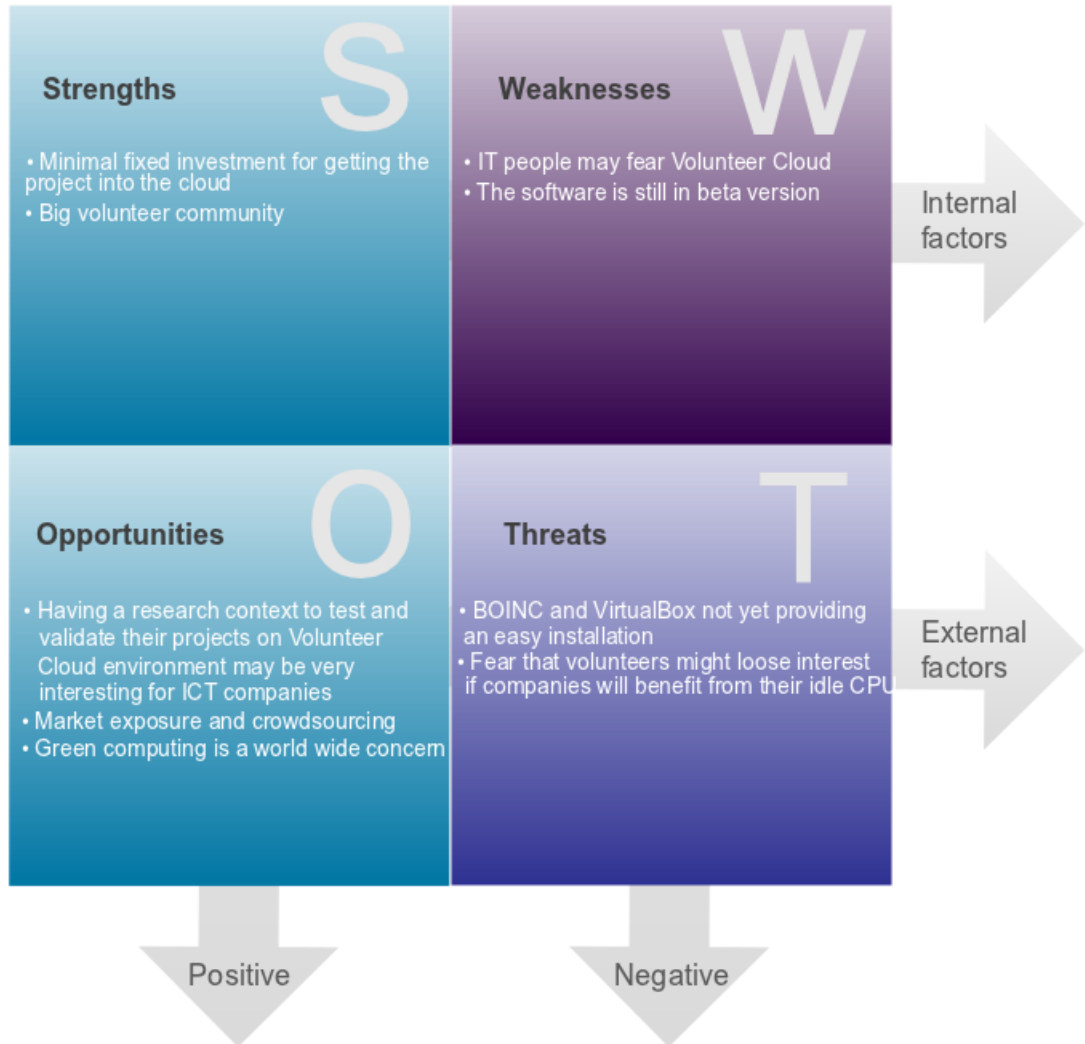 S
Strengths
• Minimal fixed investment for getting the
project into the cloud
• Big volunteer community
W
Weaknesses
• IT people may fear Volunteer Cloud
• The software is still in beta version
Internal
factors
O
Opportunities
• Having a research context to test and
validate their projects on Volunteer
Cloud environment may be very
interesting for ICT companies
• Market exposure and crowdsourcing
• Green computing is a world wide concern
T
Threats
• BOINC and VirtualBox not yet providing
an easy installation
• Fear that volunteers might loose interest
if companies will benefit from their idle CPU
External
factors
Positive
Negative